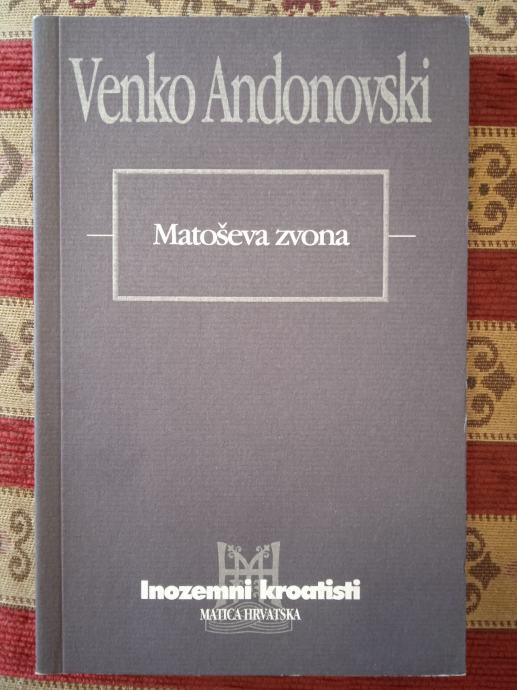 Venko Andonovski
Matoševa zvona
Inozemni kroatisti
MATICA HRVATSKA